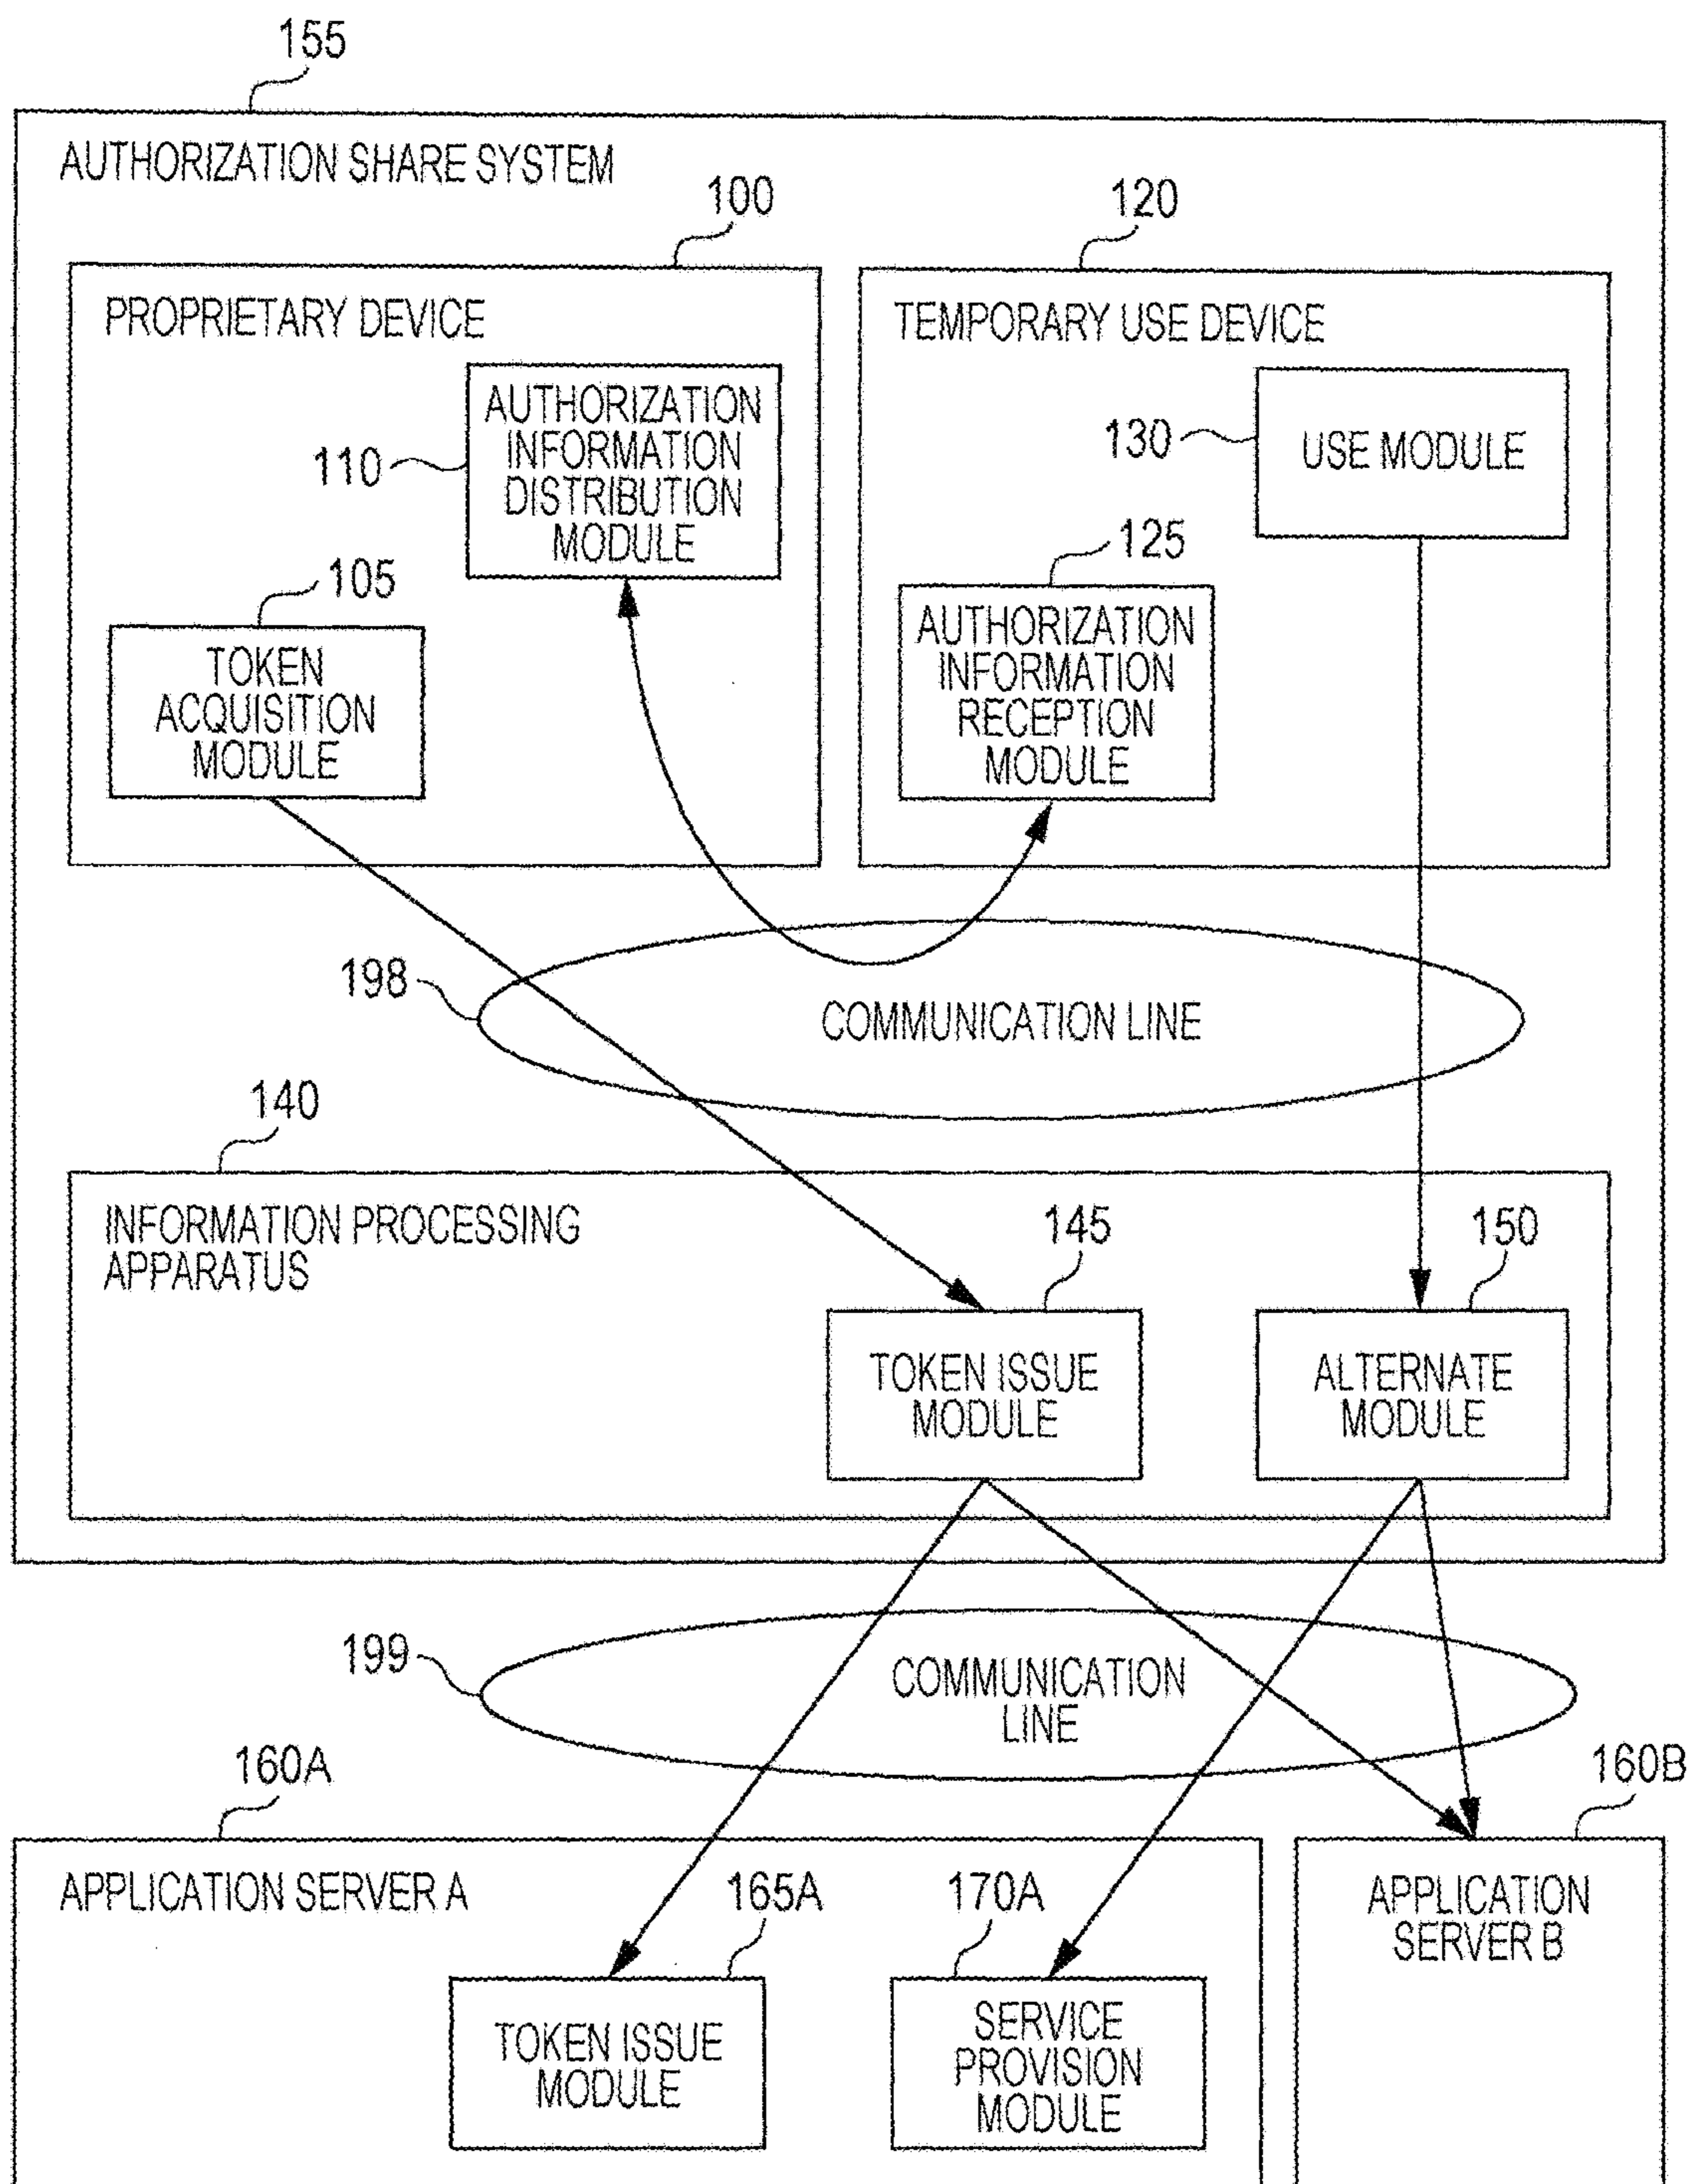 155
AUTHORIZATION SHARE SYSTEM
100
120
PROPRIETARY DEVICE
TEMPORARY USE DEVICE
110
AUTHORIZATION
INFORMATION
DISTRIBUTION
MODULE
130
USE MODULE
105
125
TOKEN
ACQUISITION
MODULE
AUTHORIZATION
INFORMATION
RECEPTION
MODULE
198
COMMUNICATION LINE
140
INFORMATION PROCESSING
APPARATUS
145
150
TOKEN ISSUE
MODULE
ALTERNATE
MODULE
199
COMMUNICATION
LINE
160A
160B
APPLICATION SERVER A
165A
170A
APPLICATION
SERVER B
TOKEN ISSUE
MODULE
SERVICE
PROVISION
MODULE